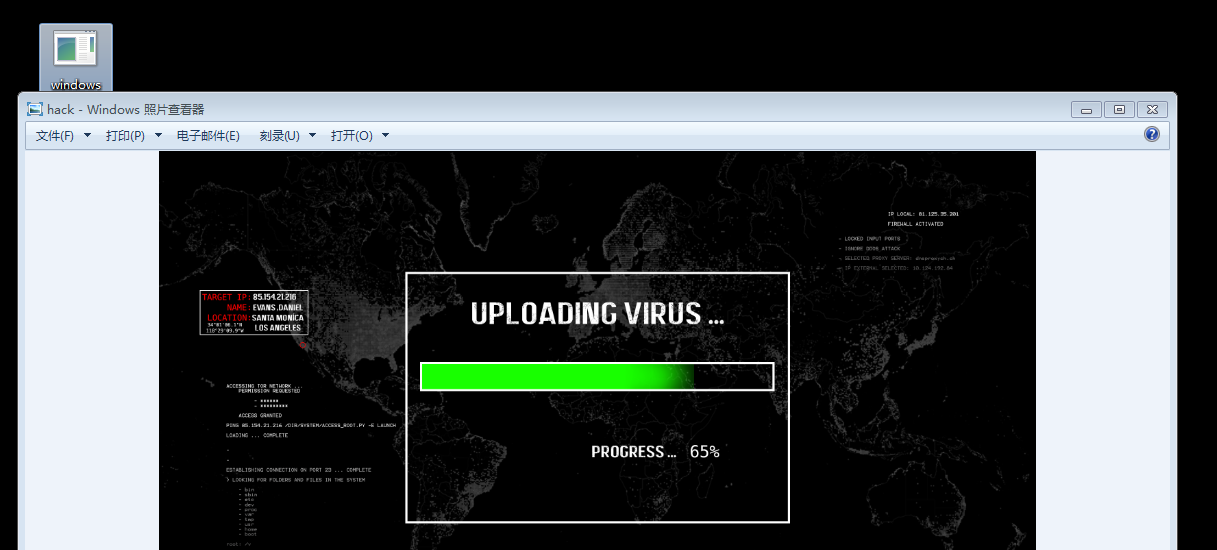 windows
hack - Windows 照片查看器
文件(F) 打印(P) 电子邮件(E) 刻录(U) 打开(O)
IP LOCAL: 81.125.35.201
FIREHALL ACTIVATED
- LOCKED INPUT PORTS
- IGNORE DDOS ATTACK
- SELECTED PROXY SERVER:
- IP EXTERNAL SELECTED:
UPLOADING VIRUS ...
TARGET IP: 85.154.21.216
NAME: EVANS .DANIEL
LOCATION: SANTA MONICA
LOS ANGELES
34°01'06.1"N
118°29'09.9"W
ACCESSING TOR NETWORK ...
PERMISSION REQUESTED
- ******
- *********
ACCESS GRANTED
PING 85.154.21.216 /DIR/SYSTEM/ACCESS_ROOT.PY -E LAUNCH
LOADING ... COMPLETE
PROGRESS ... 65%
ESTABLISHING CONNECTION ON PORT 23 ... COMPLETE
> LOOKING FOR FOLDERS AND FILES IN THE SYSTEM
- bin
- sbin
- etc
- dev
- proc
- var
- tmp
- usr
- home
- boot